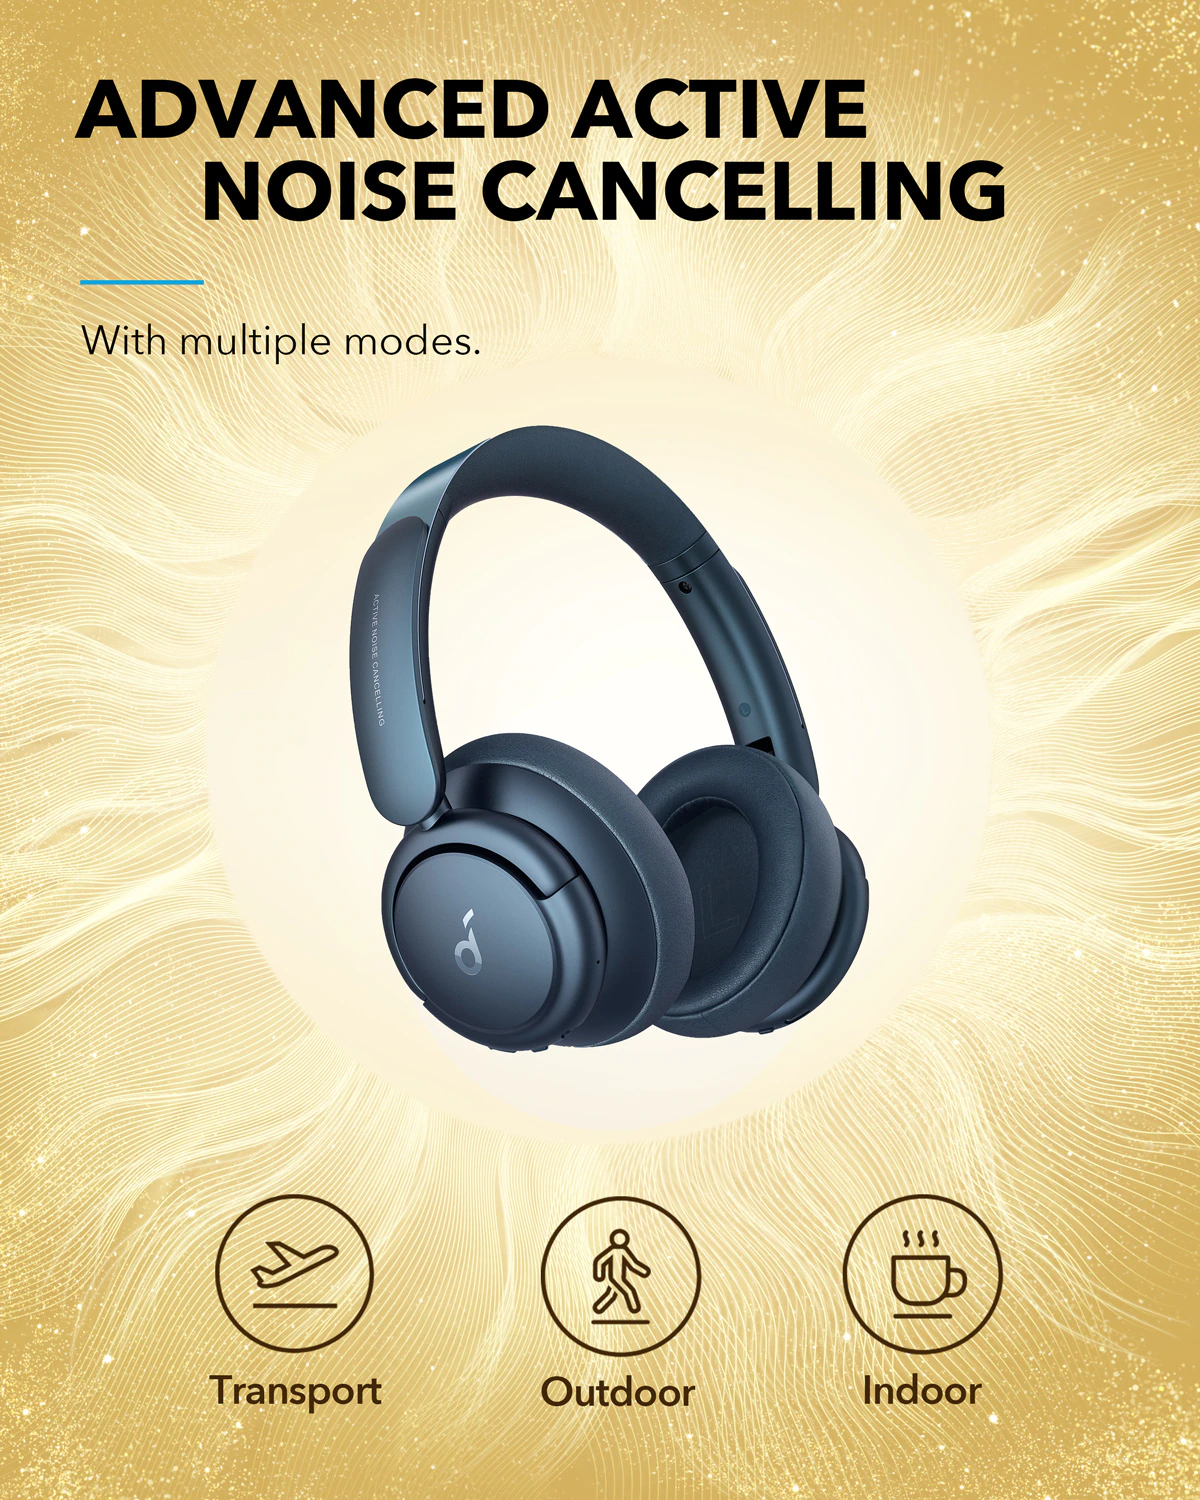 ADVANCED ACTIVE
NOISE CANCELLING
With multiple modes.
ACTIVE NOISE CANCELLING
L
Transport
Outdoor
Indoor